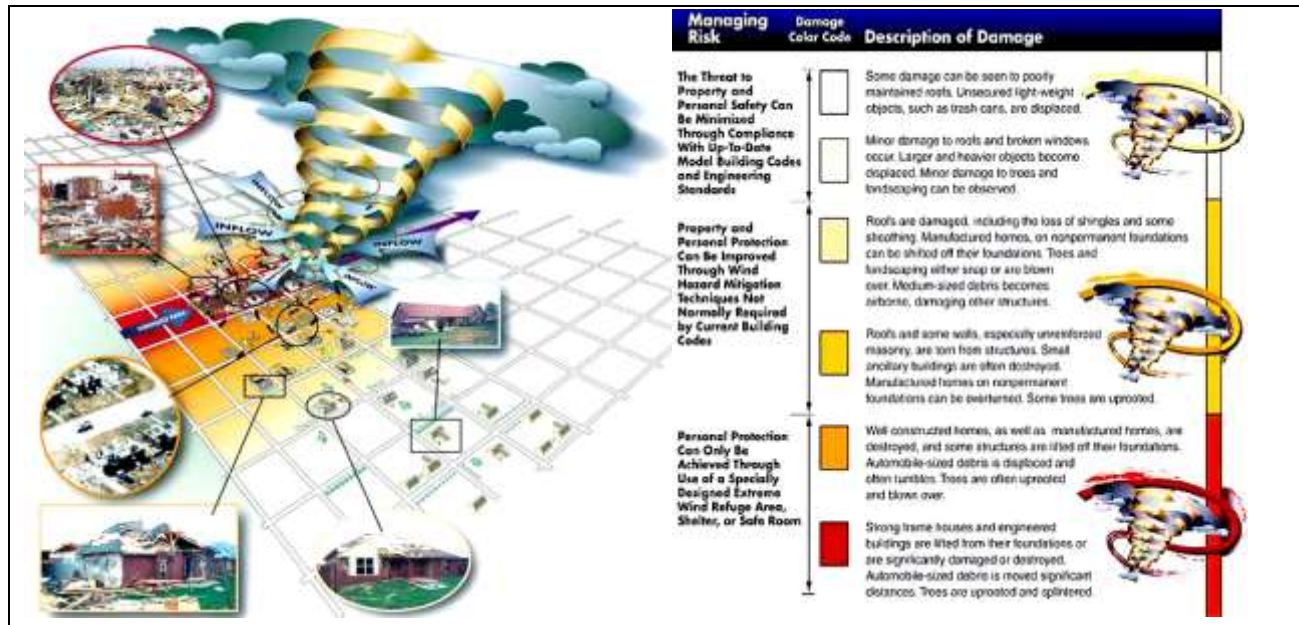 INFLOW
INFLOW
INFLOW
INFLOW
Managing
Risk
Damage
Color Code
Description of Damage
The Threat to
Property and
Personal Safety Can
Be Minimized
Through Compliance
With Up-To-Date
Model Building Codes
and Engineering
Standards
Some damage can be seen to poorly
maintained roofs. Unsecured light-weight
objects, such as trash cans, are displaced.
Minor damage to roofs and broken windows
occur. Larger and heavier objects become
displaced. Minor damage to trees and
landscaping can be observed.
Property and
Personal Protection
Can Be Improved
Through Wind
Hazard Mitigation
Techniques Not
Normally Required
by Current Building
Codes
Roofs are damaged, including the loss of shingles and some
sheathing. Manufactured homes, on nonpermanent foundations
can be shifted off their foundations. Trees and
landscaping either snap or are blown
over. Medium-sized debris becomes
airborne, damaging other structures.
Roofs and some walls, especially unreinforced
masonry, are torn from structures. Small
ancillary buildings are often destroyed.
Manufactured homes on nonpermanent
foundations can be overturned. Some trees are uprooted.
Personal Protection
Can Only Be
Achieved Through
Use of a Specially
Designed Extreme
Wind Refuge Area,
Shelter, or Safe Room
Well constructed homes, as well as manufactured homes, are
destroyed, and some structures are lifted off their foundations.
Automobile-sized debris is displaced and
often tumbles. Trees are often uprooted
and blown over.
Strong frame houses and engineered
buildings are lifted from their foundations or
are significantly damaged or destroyed.
Automobile-sized debris is moved significant
distances. Trees are uprooted and splintered.